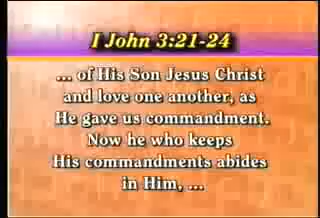 I John 3:21-24
... of His Son Jesus Christ
and love one another, as
He gave us commandment.
Now he who keeps
His commandments abides
in Him, ...